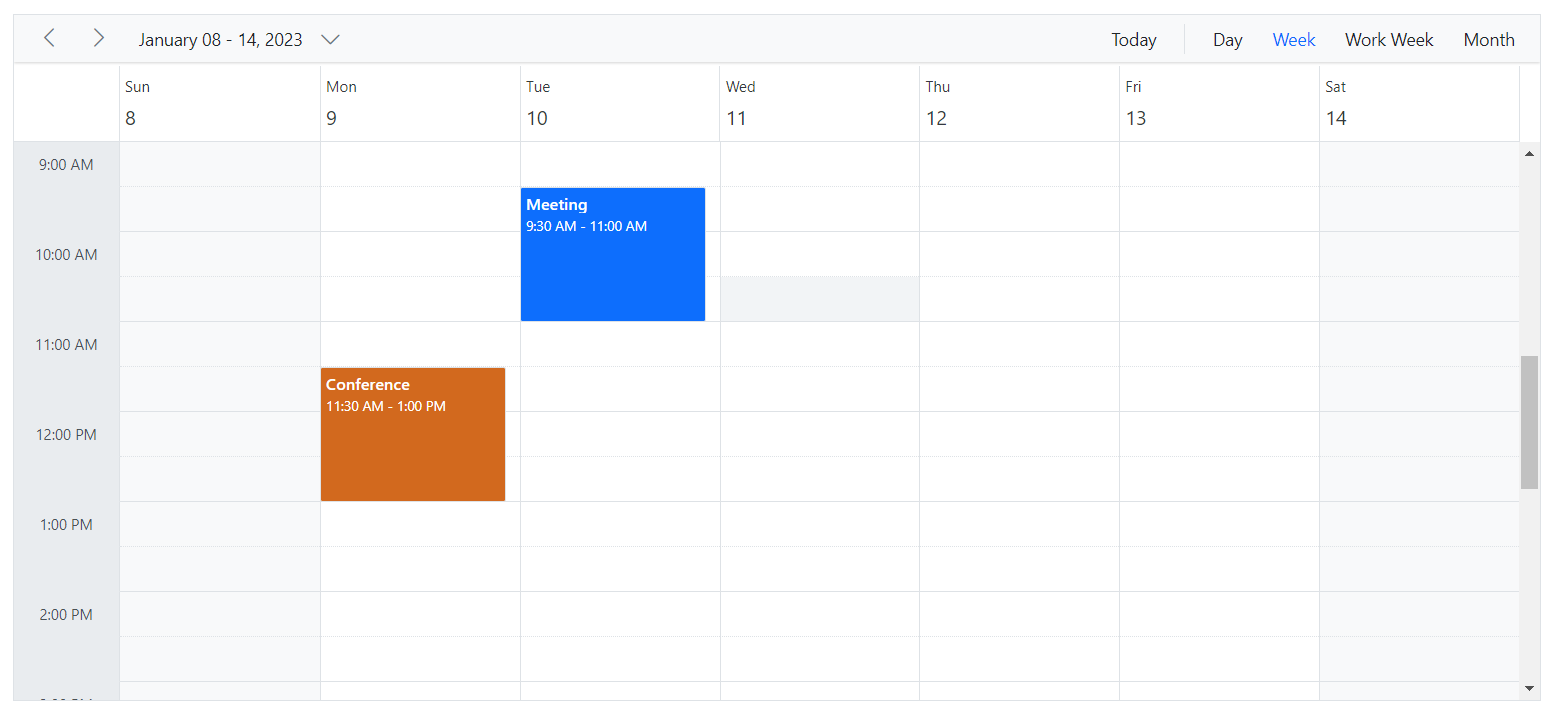 January 08 - 14, 2023 Today Day Week Work Week Month
Sun Mon Tue Wed Thu Fri Sat
8 9 10 11 12 13 14
9:00 AM
Meeting
9:30 AM - 11:00 AM
10:00 AM
11:00 AM
Conference
11:30 AM - 1:00 PM
12:00 PM
1:00 PM
2:00 PM